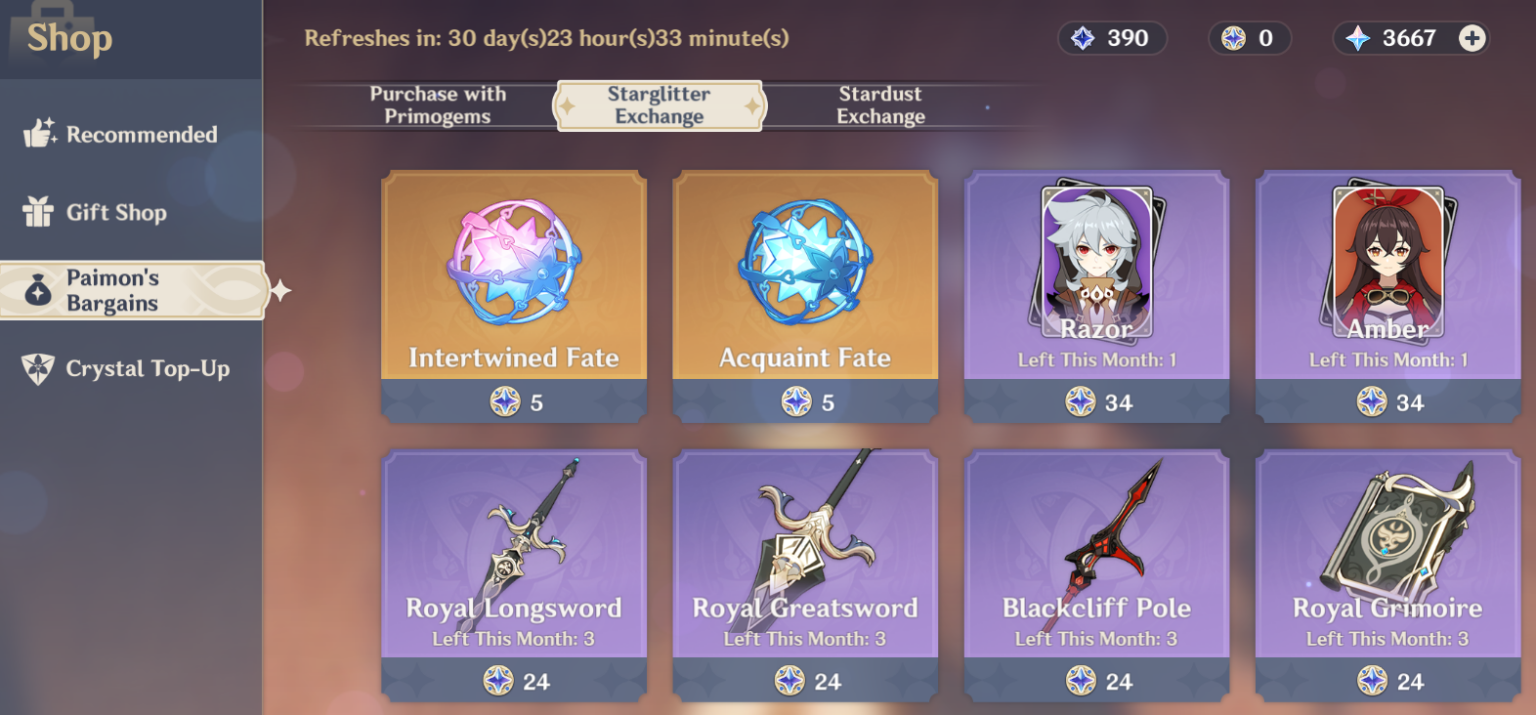 Shop
Refreshes in: 30 day(s)23 hour(s)33 minute(s)
390
0
3667
Recommended
Gift Shop
Paimon's
Bargains
Crystal Top-Up
Purchase with
Primogems
Starglitter
Exchange
Stardust
Exchange
Intertwined Fate
5
Acquaint Fate
5
Razor
Left This Month: 1
34
Amber
Left This Month: 1
34
Royal Longsword
Left This Month: 3
24
Royal Greatsword
Left This Month: 3
24
Blackcliff Pole
Left This Month: 3
24
Royal Grimoire
Left This Month: 3
24